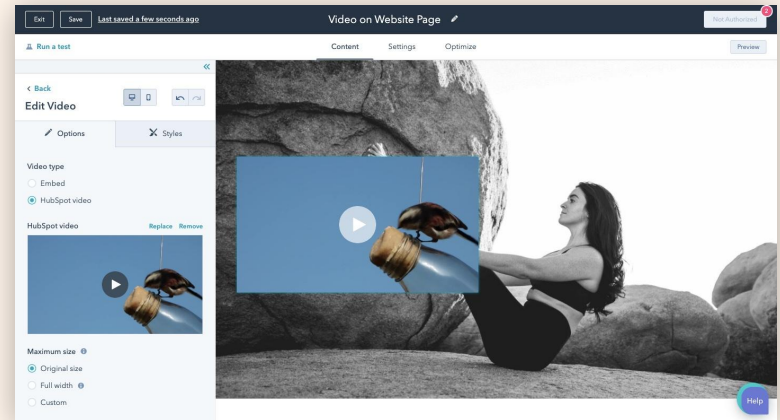 Exit
Save
Last saved a few seconds ago
Video on Website Page
Not Authorized
2
Run a test
Content
Settings
Optimize
Preview
Back
Edit Video
Options
Styles
Video type
Embed
HubSpot video
HubSpot video
Replace
Remove
Maximum size
Original size
Full width
Custom
Help